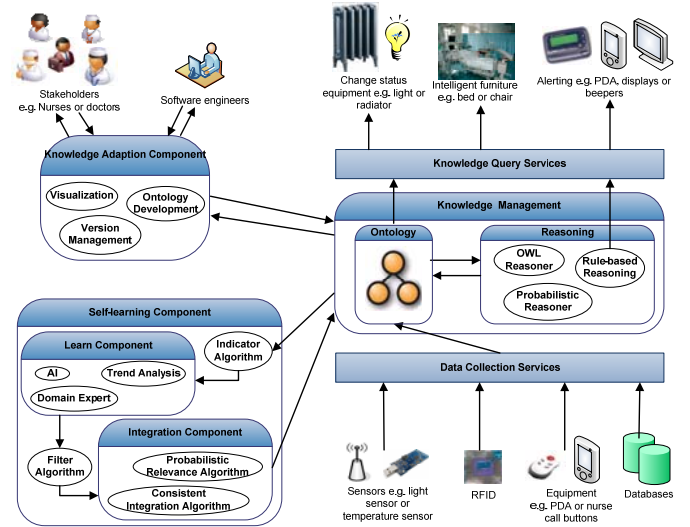 Stakeholders
e.g. Nurses or doctors
Software engineers
Change status
equipment e.g. light or
radiator
Intelligent furniture
e.g. bed or chair
Alerting e.g. PDA, displays or
beepers
Knowledge Adaption Component
Visualization
Ontology
Development
Version
Management
Knowledge Query Services
Knowledge Management
Ontology
Reasoning
OWL
Reasoner
Rule-based
Reasoning
Probabilistic
Reasoner
Self-learning Component
Learn Component
AI
Trend Analysis
Domain Expert
Indicator
Algorithm
Filter
Algorithm
Integration Component
Probabilistic
Relevance Algorithm
Consistent
Integration Algorithm
Data Collection Services
Sensors e.g. light
sensor or
temperature sensor
RFID
Equipment
e.g. PDA or nurse
call buttons
Databases